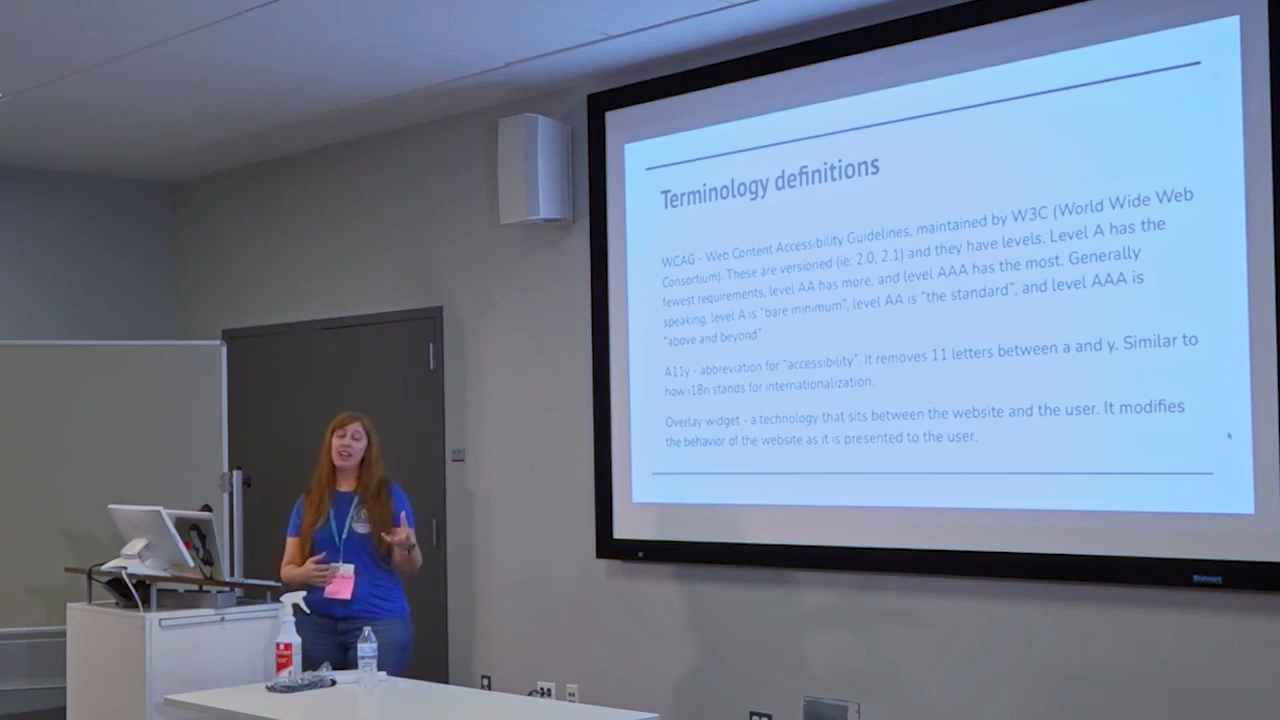 Terminology definitions
WCAG - Web Content Accessibility Guidelines, maintained by W3C (World Wide Web
Consortium). These are versioned (ie: 2.0, 2.1) and they have levels. Level A has the
fewest requirements, level AA has more, and level AAA has the most. Generally
speaking, level A is "bare minimum", level AA is "the standard", and level AAA is
"above and beyond".
A11y - abbreviation for "accessibility". It removes 11 letters between a and y. Similar to
how i18n stands for internationalization.
Overlay widget - a technology that sits between the website and the user. It modifies
the behavior of the website as it is presented to the user.
Stewart